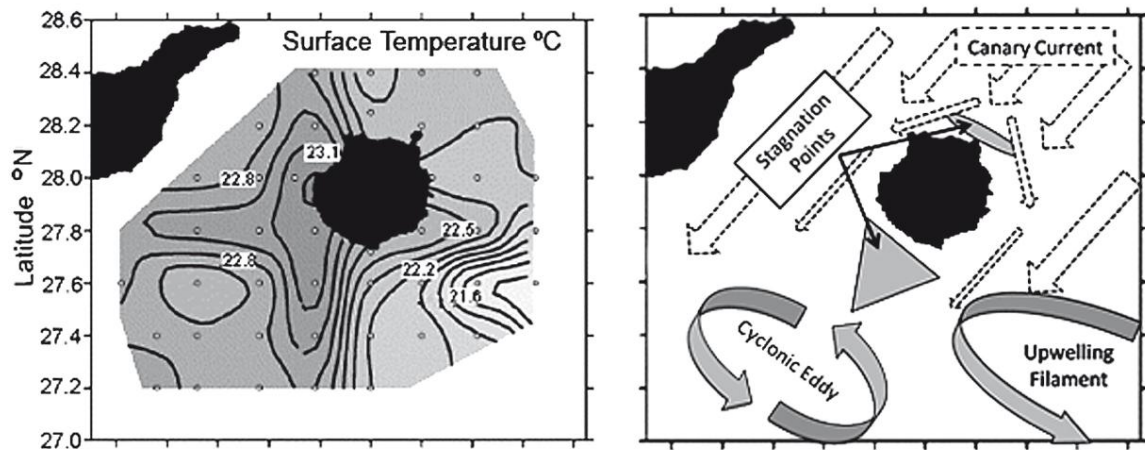 Surface Temperature ºC
Latitude ºN
28.6
28.4
28.2
28.0
27.8
27.6
27.4
27.2
27.0
23.1
22.8
22.5
22.8
22.2
21.6
Canary Current
Stagnation
Points
Cyclonic Eddy
Upwelling
Filament